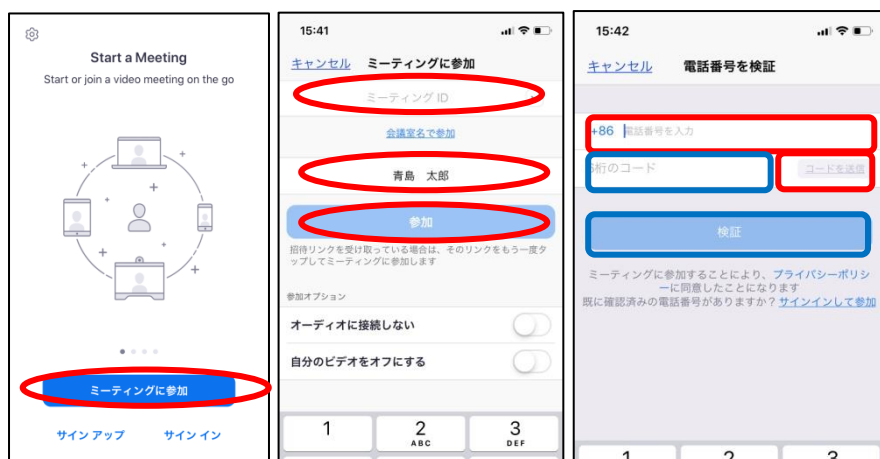 Start a Meeting
Start or join a video meeting on the go
ミーティングに参加
サインアップ サインイン
15:41
キャンセル ミーティングに参加
ミーティング ID
会議室名で参加
青島 太郎
参加
招待リンクを受け取っている場合は、そのリンクをもう一度タ
ップしてミーティングに参加します
参加オプション
オーディオに接続しない
自分のビデオをオフにする
1 2 3
ABC DEF
15:42
キャンセル 電話番号を検証
+86 電話番号を入力
6桁のコード コードを送信
検証
ミーティングに参加することにより、プライバシーポリシ
ーに同意したことになります
既に確認済みの電話番号がありますか？サインインして参加
1 2 3